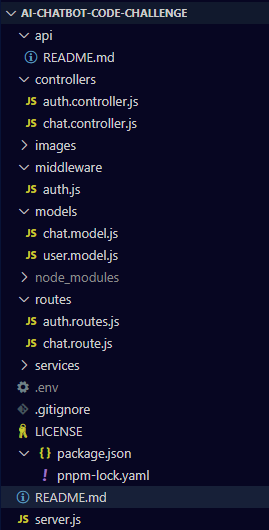 AI-CHATBOT-CODE-CHALLENGE
api
README.md
controllers
JS auth.controller.js
JS chat.controller.js
images
middleware
JS auth.js
models
JS chat.model.js
JS user.model.js
node_modules
routes
JS auth.routes.js
JS chat.route.js
services
.env
.gitignore
LICENSE
{ } package.json
! pnpm-lock.yaml
README.md
JS server.js